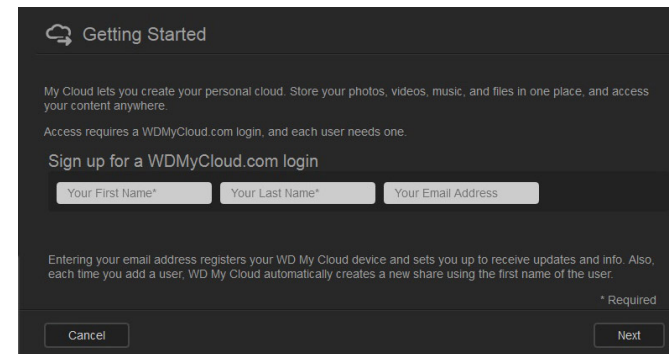 Getting Started
My Cloud lets you create your personal cloud. Store your photos, videos, music, and files in one place, and access
your content anywhere.
Access requires a WDMyCloud.com login, and each user needs one.
Sign up for a WDMyCloud.com login
Your First Name* Your Last Name* Your Email Address
Entering your email address registers your WD My Cloud device and sets you up to receive updates and info. Also,
each time you add a user, WD My Cloud automatically creates a new share using the first name of the user.
* Required
Cancel Next